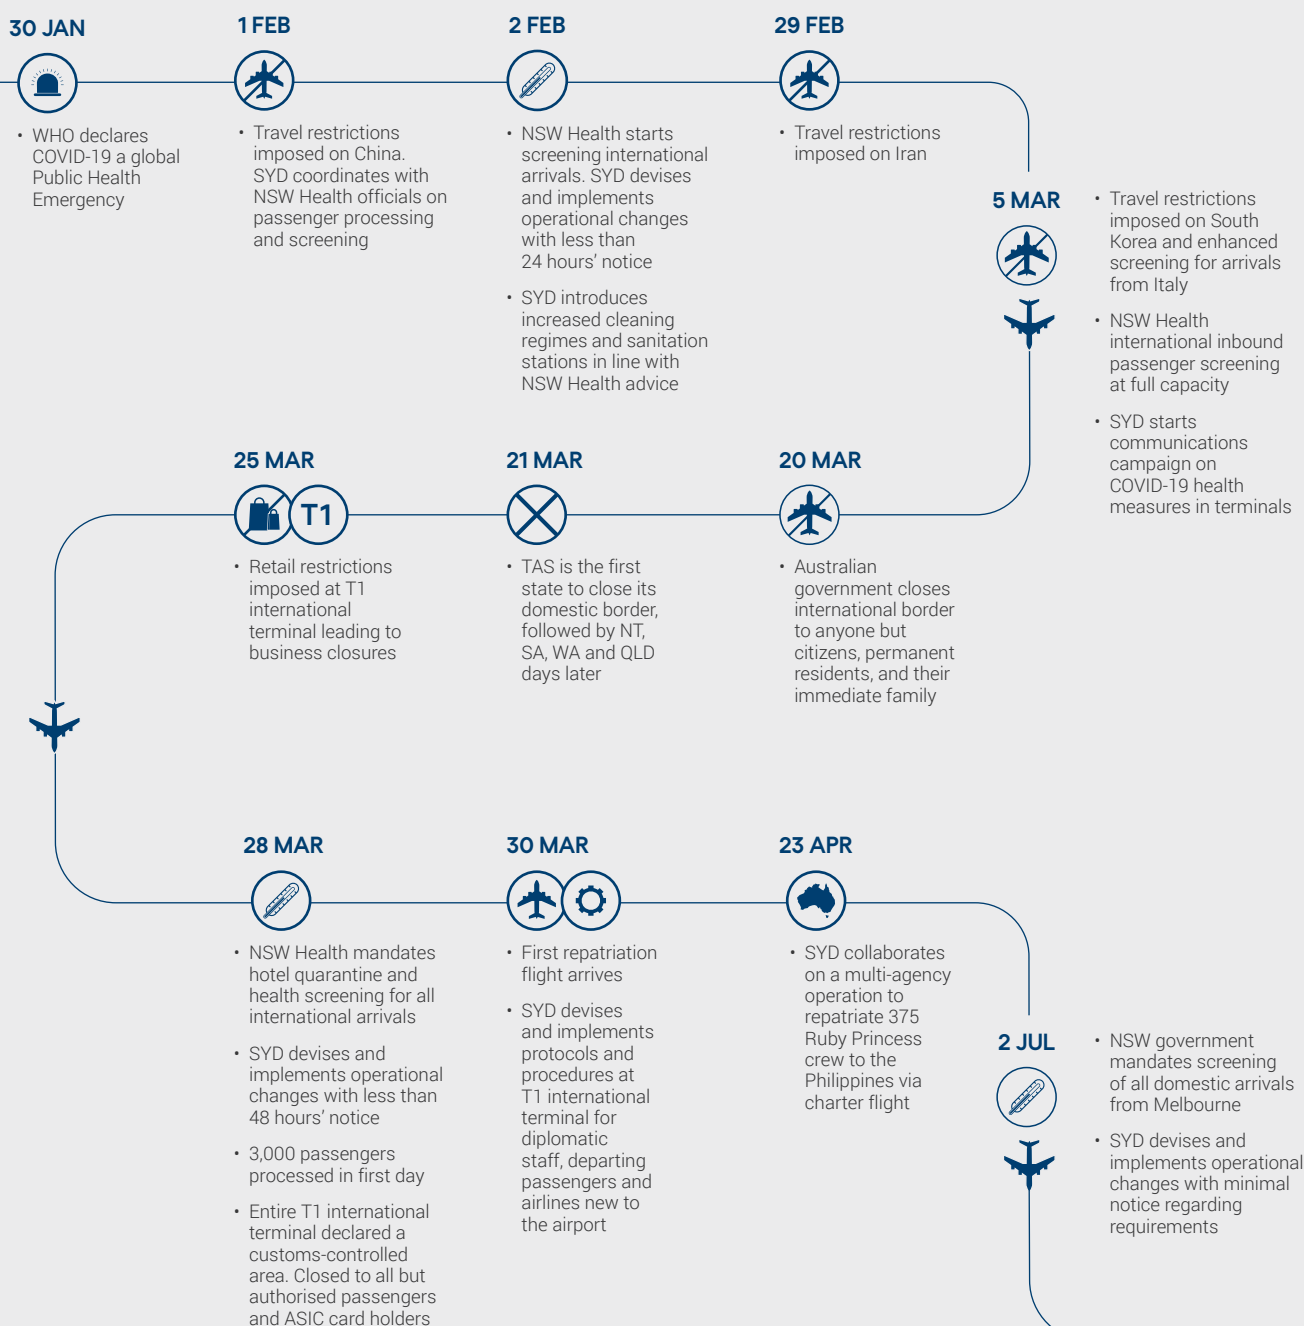 30 JAN
• WHO declares
COVID-19 a global
Public Health
Emergency
1 FEB
• Travel restrictions
imposed on China.
SYD coordinates with
NSW Health officials on
passenger processing
and screening
2 FEB
• NSW Health starts
screening international
arrivals. SYD devises
and implements
operational changes
with less than
24 hours’ notice
• SYD introduces
increased cleaning
regimes and sanitation
stations in line with
NSW Health advice
29 FEB
• Travel restrictions
imposed on Iran
5 MAR
• Travel restrictions
imposed on South
Korea and enhanced
screening for arrivals
from Italy
• NSW Health
international inbound
passenger screening
at full capacity
• SYD starts
communications
campaign on
COVID-19 health
measures in terminals
20 MAR
• Australian
government closes
international border
to anyone but
citizens, permanent
residents, and their
immediate family
21 MAR
• TAS is the first
state to close its
domestic border,
followed by NT,
SA, WA and QLD
days later
25 MAR
T1
• Retail restrictions
imposed at T1
international
terminal leading to
business closures
28 MAR
• NSW Health mandates
hotel quarantine and
health screening for all
international arrivals
• SYD devises and
implements operational
changes with less than
48 hours’ notice
• 3,000 passengers
processed in first day
• Entire T1 international
terminal declared a
customs-controlled
area. Closed to all but
authorised passengers
and ASIC card holders
30 MAR
• First repatriation
flight arrives
• SYD devises
and implements
protocols and
procedures at
T1 international
terminal for
diplomatic
staff, departing
passengers and
airlines new to
the airport
23 APR
• SYD collaborates
on a multi-agency
operation to
repatriate 375
Ruby Princess
crew to the
Philippines via
charter flight
2 JUL
• NSW government
mandates screening
of all domestic arrivals
from Melbourne
• SYD devises and
implements operational
changes with minimal
notice regarding
requirements